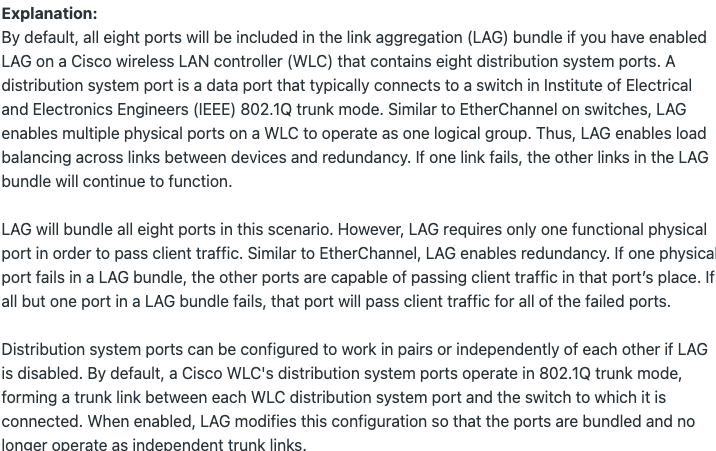 Explanation:
By default, all eight ports will be included in the link aggregation (LAG) bundle if you have enabled
LAG on a Cisco wireless LAN controller (WLC) that contains eight distribution system ports. A
distribution system port is a data port that typically connects to a switch in Institute of Electrical
and Electronics Engineers (IEEE) 802.1Q trunk mode. Similar to EtherChannel on switches, LAG
enables multiple physical ports on a WLC to operate as one logical group. Thus, LAG enables load
balancing across links between devices and redundancy. If one link fails, the other links in the LAG
bundle will continue to function.
LAG will bundle all eight ports in this scenario. However, LAG requires only one functional physical
port in order to pass client traffic. Similar to EtherChannel, LAG enables redundancy. If one physical
port fails in a LAG bundle, the other ports are capable of passing client traffic in that port’s place. If
all but one port in a LAG bundle fails, that port will pass client traffic for all of the failed ports.
Distribution system ports can be configured to work in pairs or independently of each other if LAG
is disabled. By default, a Cisco WLC's distribution system ports operate in 802.1Q trunk mode,
forming a trunk link between each WLC distribution system port and the switch to which it is
connected. When enabled, LAG modifies this configuration so that the ports are bundled and no
longer operate as independent trunk links.